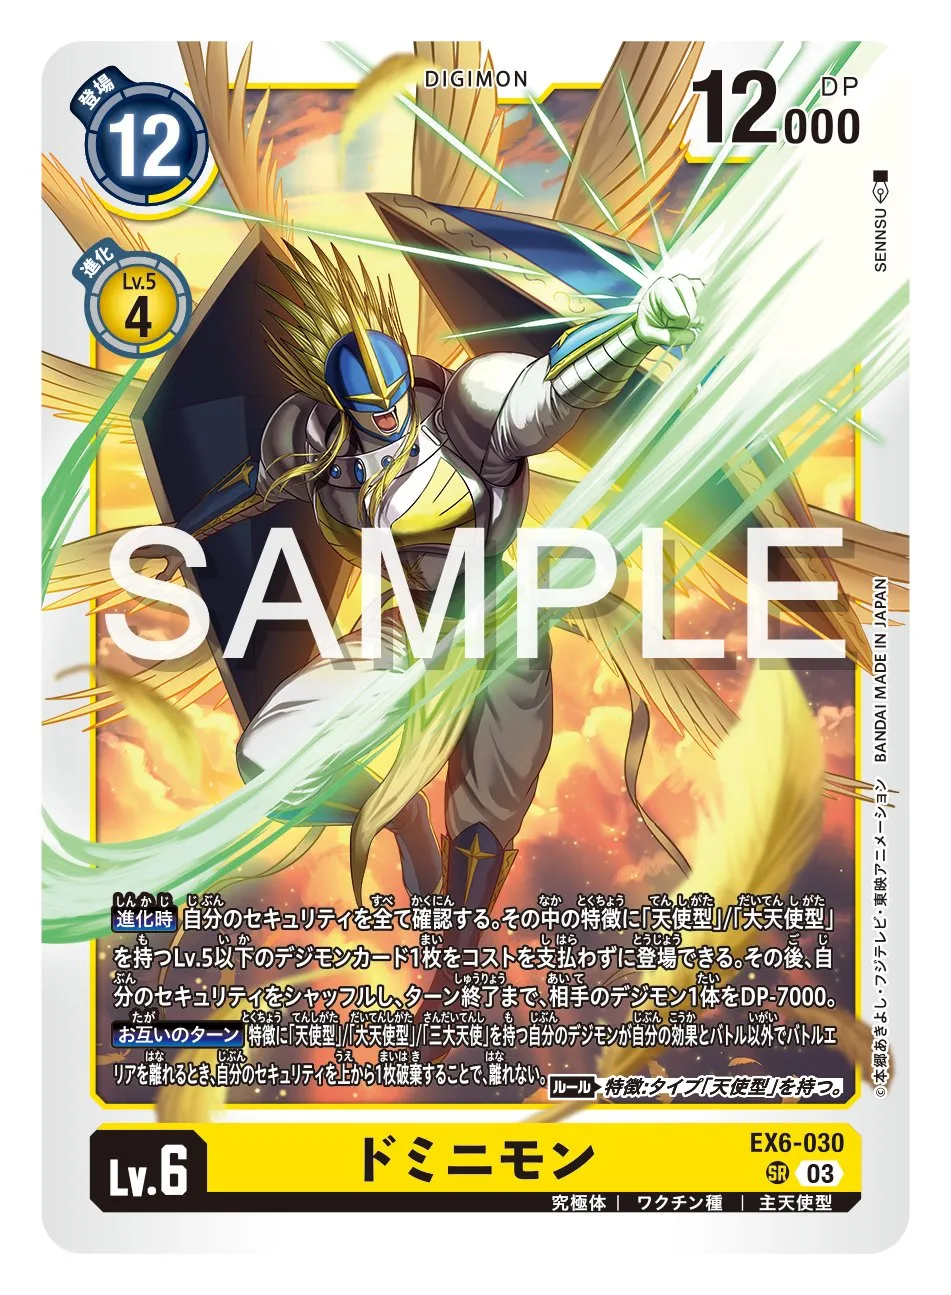 DIGIMON
登場
12
12000
DP
進化
Lv.5
4
SENNSU
SAMPLE
BANDAI MADE IN JAPAN
©本郷あきよし・フジテレビ・東映アニメーション
進化時 自分のセキュリティを全て確認する。その中の特徴に「天使型」/「大天使型」
を持つLv.5以下のデジモンカード1枚をコストを支払わずに登場できる。その後、自
分のセキュリティをシャッフルし、ターン終了まで、相手のデジモン1体をDP-7000。
お互いのターン 特徴に「天使型」/「大天使型」/「三大天使」を持つ自分のデジモンが自分の効果とバトル以外でバトルエ
リアを離れるとき、自分のセキュリティを上から1枚破棄することで、離れない。
ルール 特徴:タイプ「天使型」を持つ。
Lv.6
ドミニモン
EX6-030
SR 03
究極体 | ワクチン種 | 主天使型